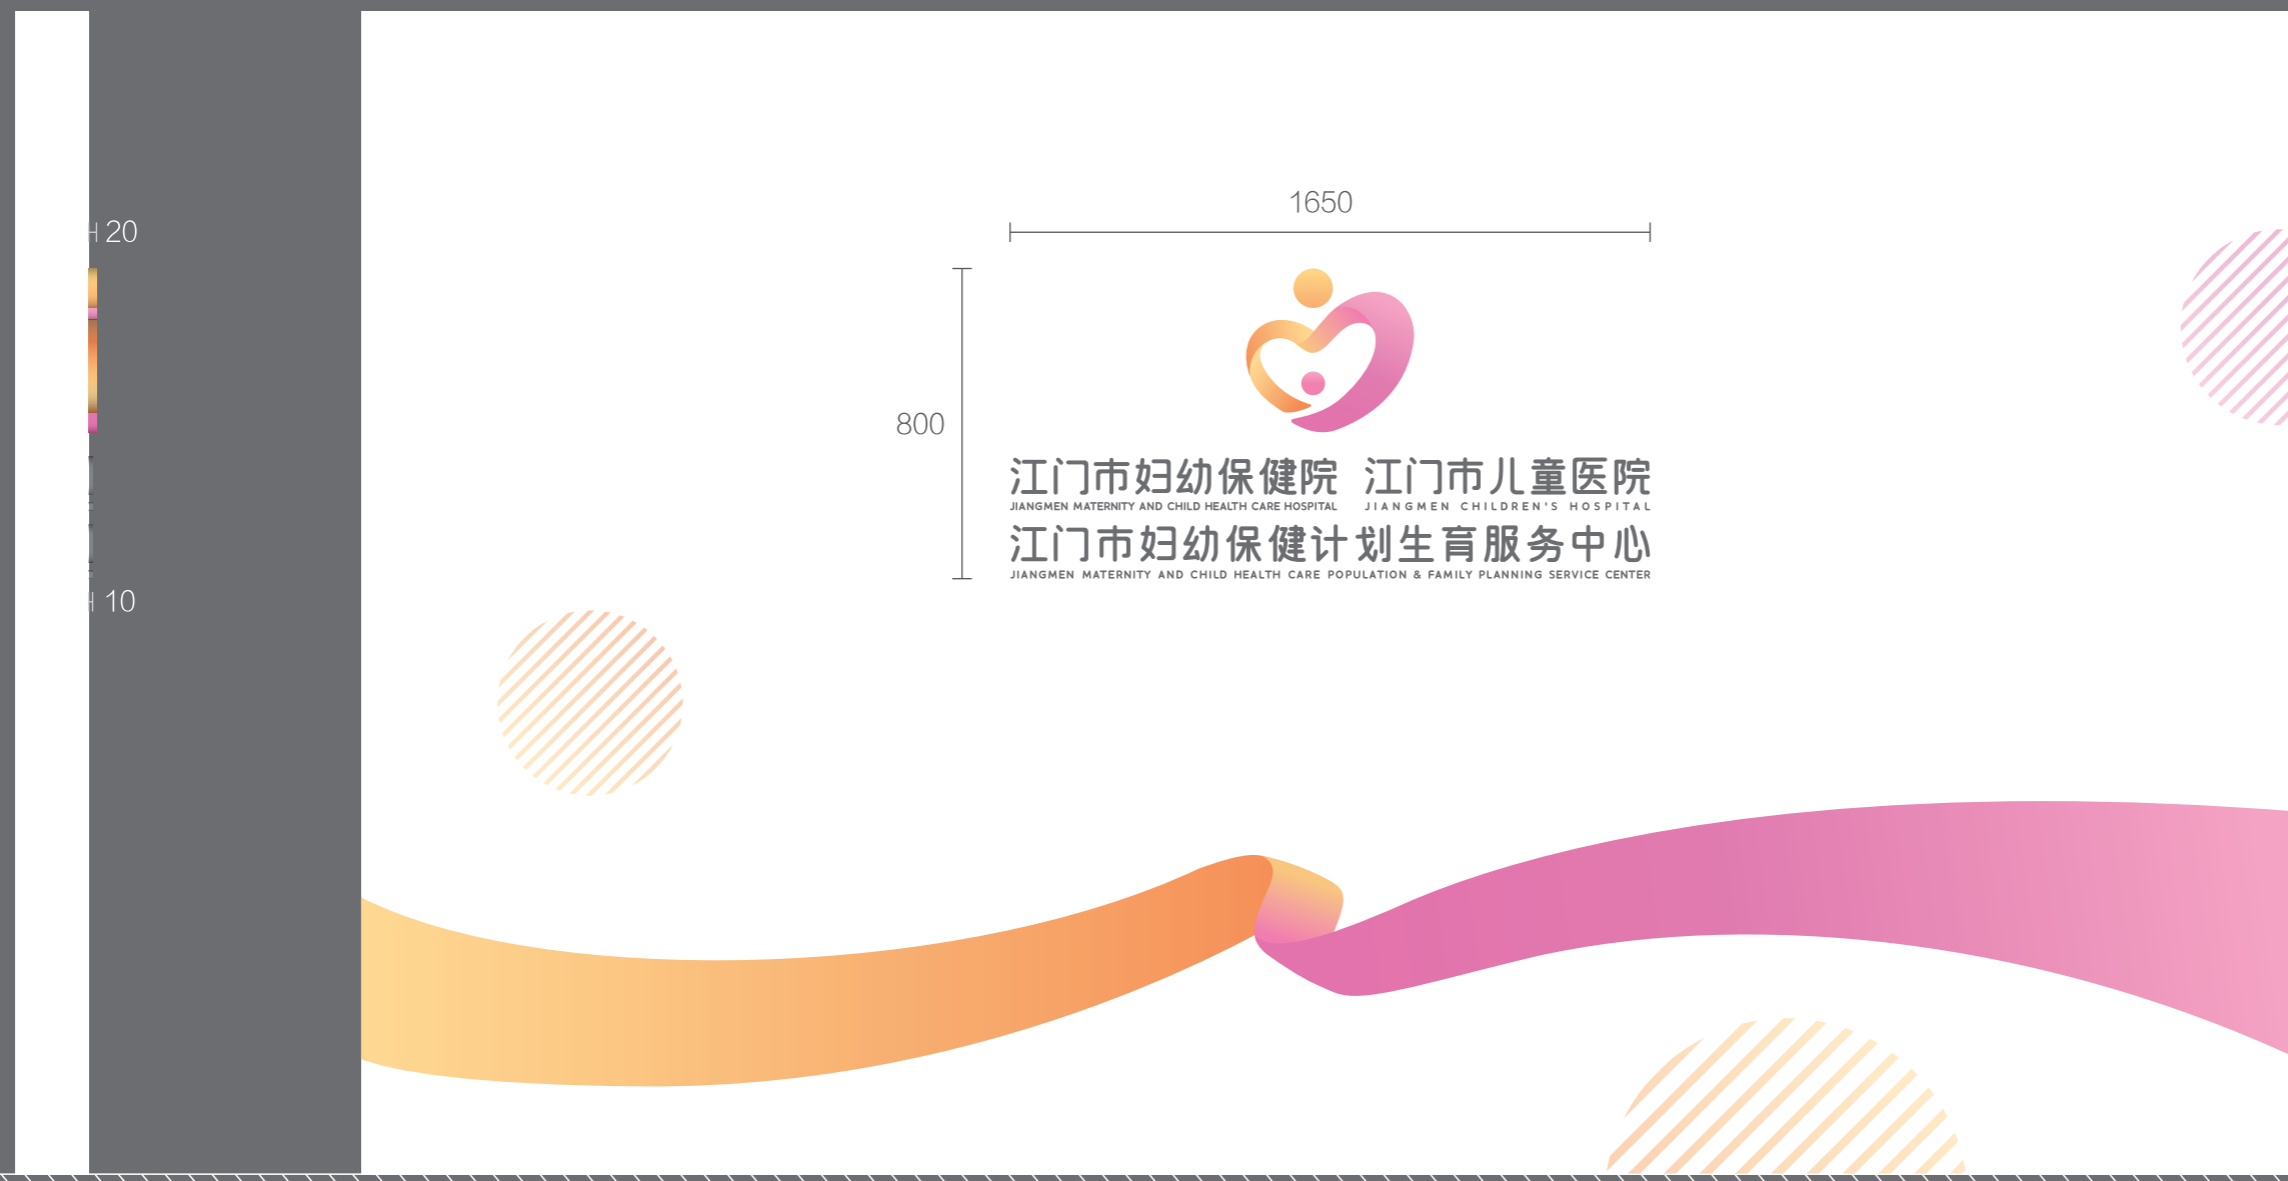 1650
20
800
江门市妇幼保健院 江门市儿童医院
JIANGMEN MATERNITY AND CHILD HEALTH CARE HOSPITAL JIANGMEN CHILDREN'S HOSPITAL
江门市妇幼保健计划生育服务中心
JIANGMEN MATERNITY AND CHILD HEALTH CARE POPULATION & FAMILY PLANNING SERVICE CENTER
10